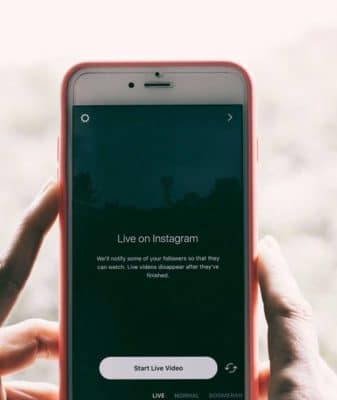 Live on Instagram
We'll notify some of your followers so that they
can watch. Live videos disappear after they've
finished.
Start Live Video
LIVE NORMAL BOOMERAN